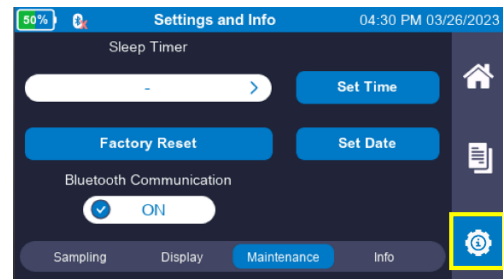 50% Settings and Info 04:30 PM 03/26/2023
Sleep Timer
- Set Time
Factory Reset Set Date
Bluetooth Communication
ON
Sampling Display Maintenance Info